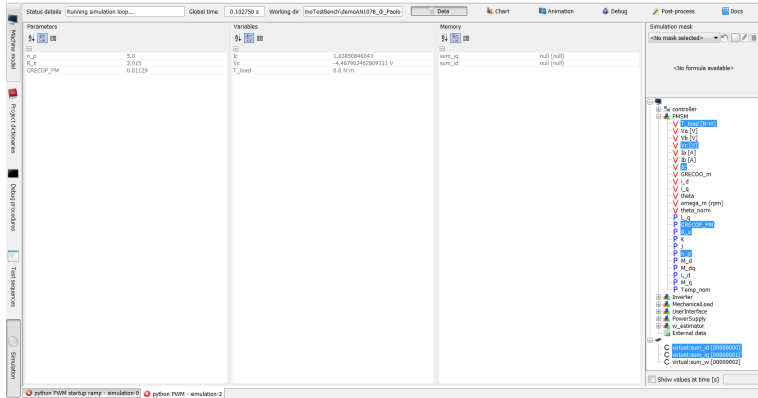 Status details Running simulation loop... Global time 0.102750 s Working dir moTestBench\demoAN1078_di_Paolo Data Chart Animation Debug Post-process Docs
Machine model
Project dictionaries
Debug procedures
Test sequences
Simulation
Parameters
n_p 5.0
R_s 2.015
GRECOP_PM 0.01129
Variables
Ic 1.03850846043
Vc -4.467902462809311 V
T_load 0.0 N·m
Memory
sum_iq null (null)
sum_id null (null)
Simulation mask
<No mask selected>
<No formula available>
controller
PMSM
V T_load [N·m]
V Va [V]
V Vb [V]
V Vc [V]
V Ia [A]
V Ib [A]
V Ic
V GRECOO_m
V i_d
V i_q
V theta
V omega_m (rpm)
V theta_norm
P L_q
P GRECOP_PM
P R_s
P K
P J
P n_p
P M_d
P M_dq
P L_d
P M_q
P Temp_nom
Inverter
MechanicalLoad
UserInterface
PowerSupply
w_estimator
External data
C virtual:sum_id [00000000]
C virtual:sum_iq [00000001]
C virtual:sum_w [00000002]
Show values at time [s]
python PWM startup ramp - simulation-0 python PWM - simulation-2